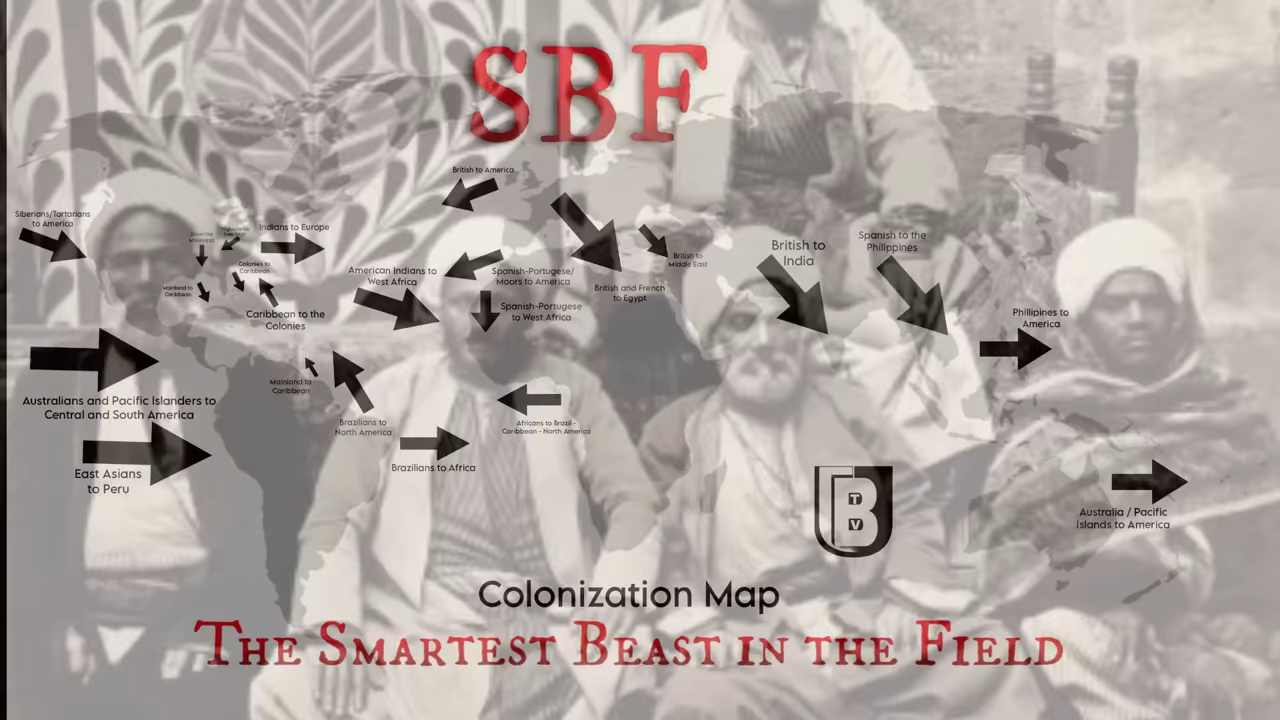 SBF
British to America
Siberians/Tartarians
to America
Indians to Europe
Colonies to
Caribbean
Mainland to
Caribbean
Caribbean to the
Colonies
American Indians to
West Africa
Spanish-Portugese/
Moors to America
Spanish-Portugese
to West Africa
British and French
to Egypt
British to
Middle East
British to
India
Spanish to the
Philippines
Phillipines to
America
Australians and Pacific Islanders to
Central and South America
East Asians
to Peru
Mainland to
Caribbean
Brazilians to
North America
Brazilians to Africa
Africans to Brazil -
Caribbean - North America
B
T
V
Australia / Pacific
Islands to America
Colonization Map
The Smartest Beast in the Field